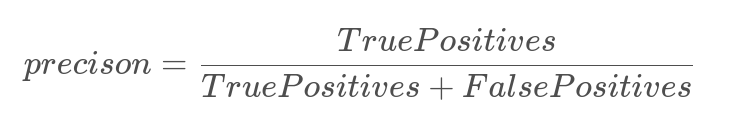 precison = TruePositives / TruePositives + FalsePositives